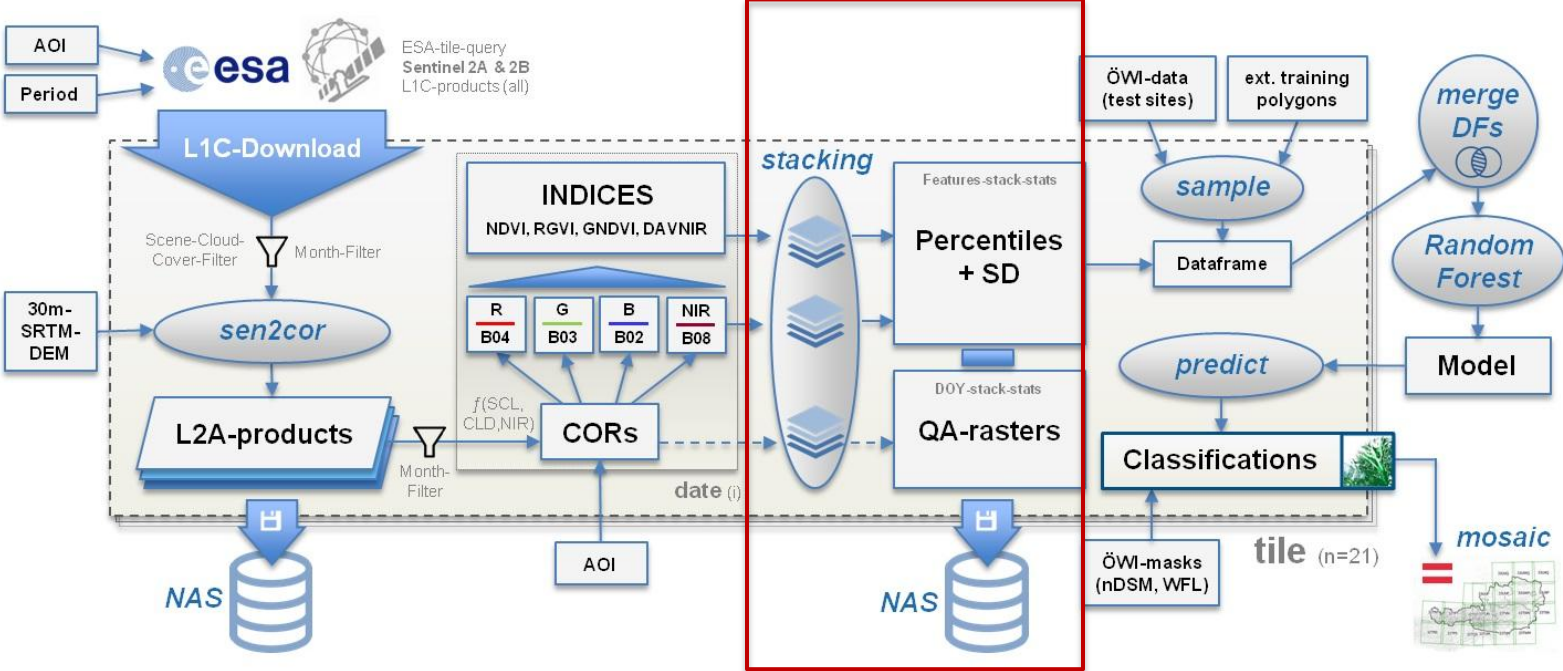 AOI
Period
esa
ESA-tile-query
Sentinel 2A & 2B
L1C-products (all)
L1C-Download
Scene-Cloud-
Cover-Filter
Month-Filter
30m-
SRTM-
DEM
sen2cor
L2A-products
Month-
Filter
NAS
INDICES
NDVI, RGVI, GNDVI, DAVNIR
R
B04
G
B03
B
B02
NIR
B08
f(SCL,
CLD,NIR)
CORs
date (i)
AOI
stacking
Features-stack-stats
Percentiles
+ SD
DOY-stack-stats
QA-rasters
NAS
ÖWI-data
(test sites)
ext. training
polygons
sample
Dataframe
merge
DFs
Random
Forest
Model
predict
Classifications
ÖWI-masks
(nDSM, WFL)
tile (n=21)
mosaic